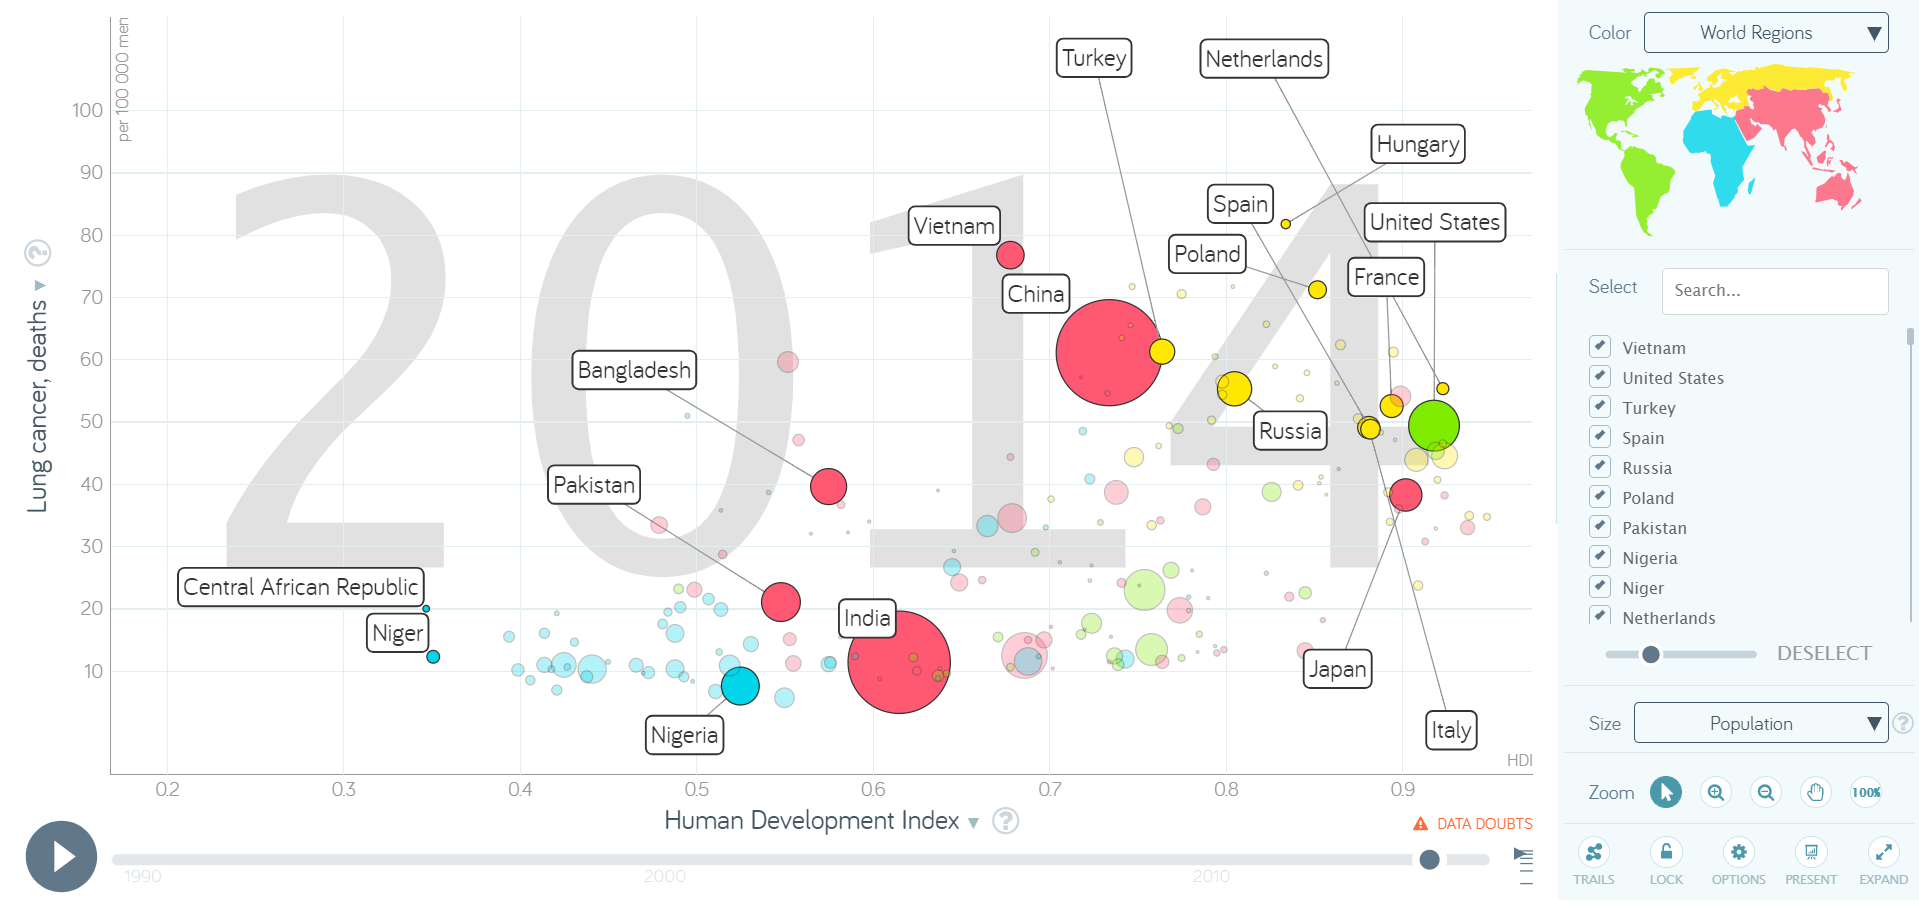 per 100 000 men
Lung cancer, deaths ▼
?
100
90
80
70
60
50
40
30
20
10
2014
Turkey
Netherlands
Hungary
Spain
United States
Vietnam
Poland
France
China
Bangladesh
Russia
Pakistan
Central African Republic
India
Niger
Japan
Nigeria
Italy
HDI
0.2
0.3
0.4
0.5
0.6
0.7
0.8
0.9
Human Development Index ▼ ?
DATA DOUBTS
1990
2000
2010
Color
World Regions ▼
Select
Search...
Vietnam
United States
Turkey
Spain
Russia
Poland
Pakistan
Nigeria
Niger
Netherlands
DESELECT
Size
Population ▼
?
Zoom
100%
TRAILS
LOCK
OPTIONS
PRESENT
EXPAND